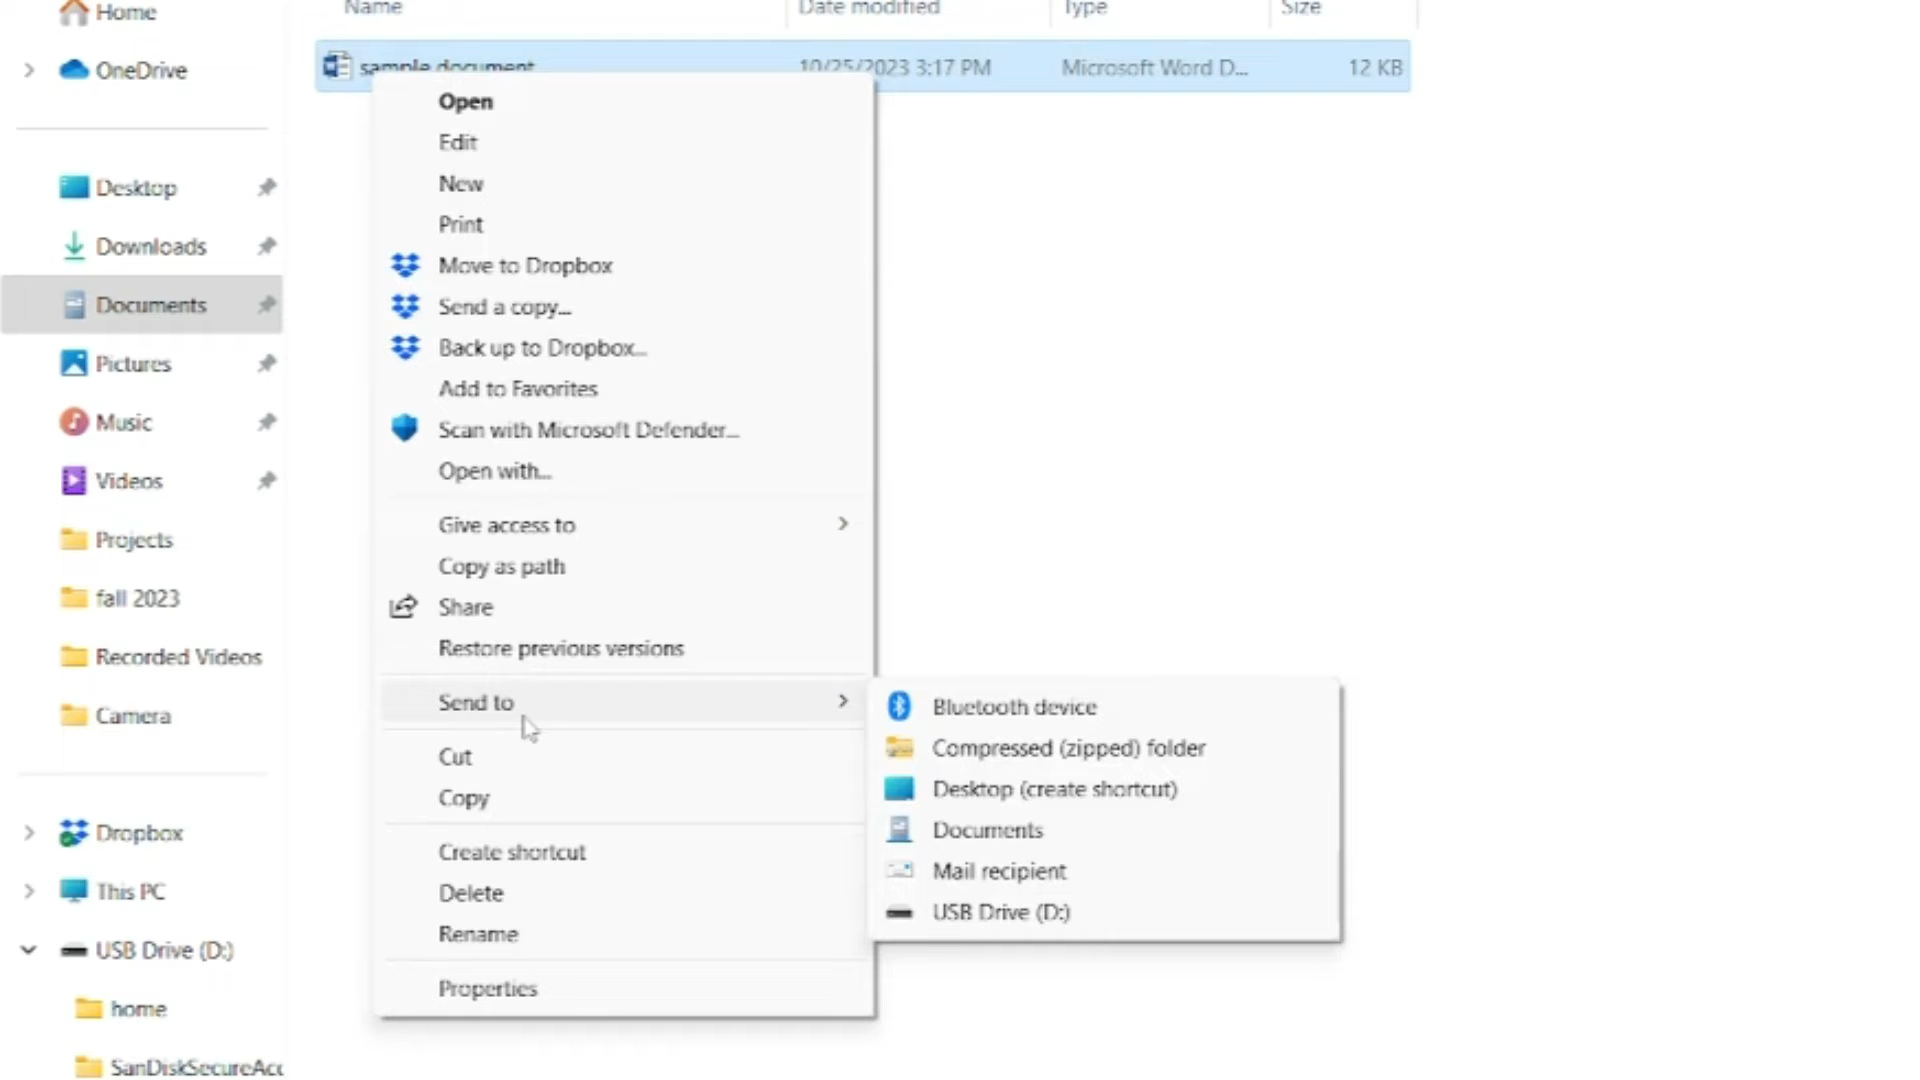 Home
OneDrive
Desktop
Downloads
Documents
Pictures
Music
Videos
Projects
fall 2023
Recorded Videos
Camera
Dropbox
This PC
USB Drive (D:)
home
SanDiskSecureAcc
Name Date modified Type Size
sample document 10/25/2023 3:17 PM Microsoft Word D... 12 KB
Open
Edit
New
Print
Move to Dropbox
Send a copy...
Back up to Dropbox...
Add to Favorites
Scan with Microsoft Defender...
Open with...
Give access to
Copy as path
Share
Restore previous versions
Send to
Cut
Copy
Create shortcut
Delete
Rename
Properties
Bluetooth device
Compressed (zipped) folder
Desktop (create shortcut)
Documents
Mail recipient
USB Drive (D:)